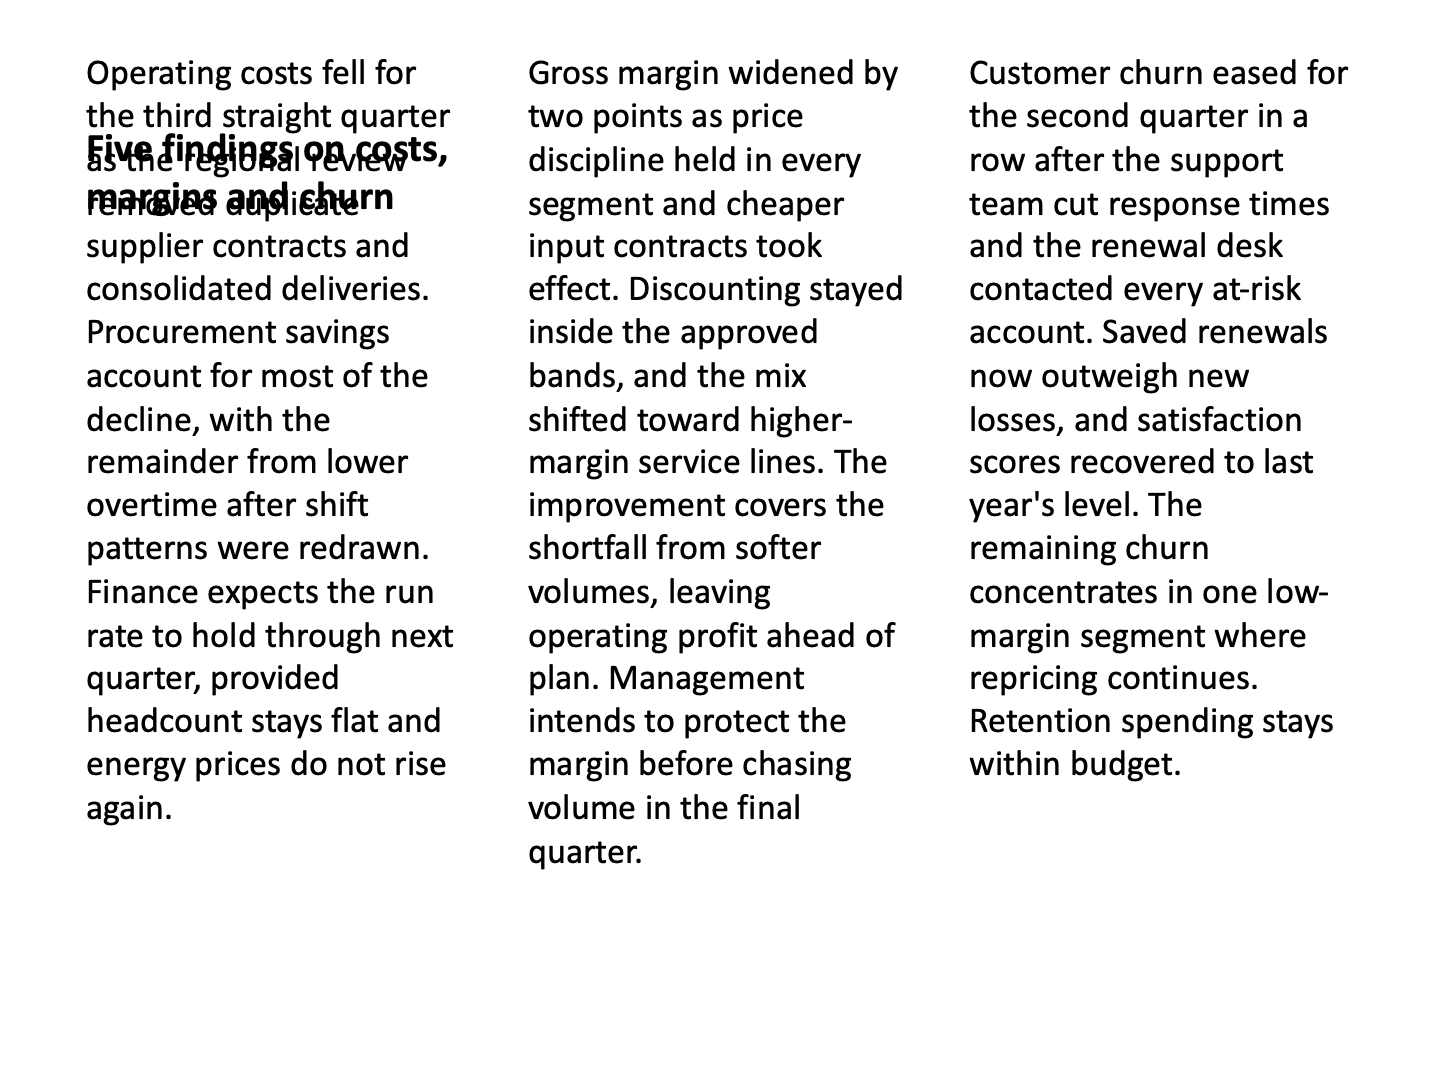 Five findings on costs,
margins and churn
Operating costs fell for
the third straight quarter
as the regional review
removed duplicate
supplier contracts and
consolidated deliveries.
Procurement savings
account for most of the
decline, with the
remainder from lower
overtime after shift
patterns were redrawn.
Finance expects the run
rate to hold through next
quarter, provided
headcount stays flat and
energy prices do not rise
again.
Gross margin widened by
two points as price
discipline held in every
segment and cheaper
input contracts took
effect. Discounting stayed
inside the approved
bands, and the mix
shifted toward higher-
margin service lines. The
improvement covers the
shortfall from softer
volumes, leaving
operating profit ahead of
plan. Management
intends to protect the
margin before chasing
volume in the final
quarter.
Customer churn eased for
the second quarter in a
row after the support
team cut response times
and the renewal desk
contacted every at-risk
account. Saved renewals
now outweigh new
losses, and satisfaction
scores recovered to last
year's level. The
remaining churn
concentrates in one low-
margin segment where
repricing continues.
Retention spending stays
within budget.